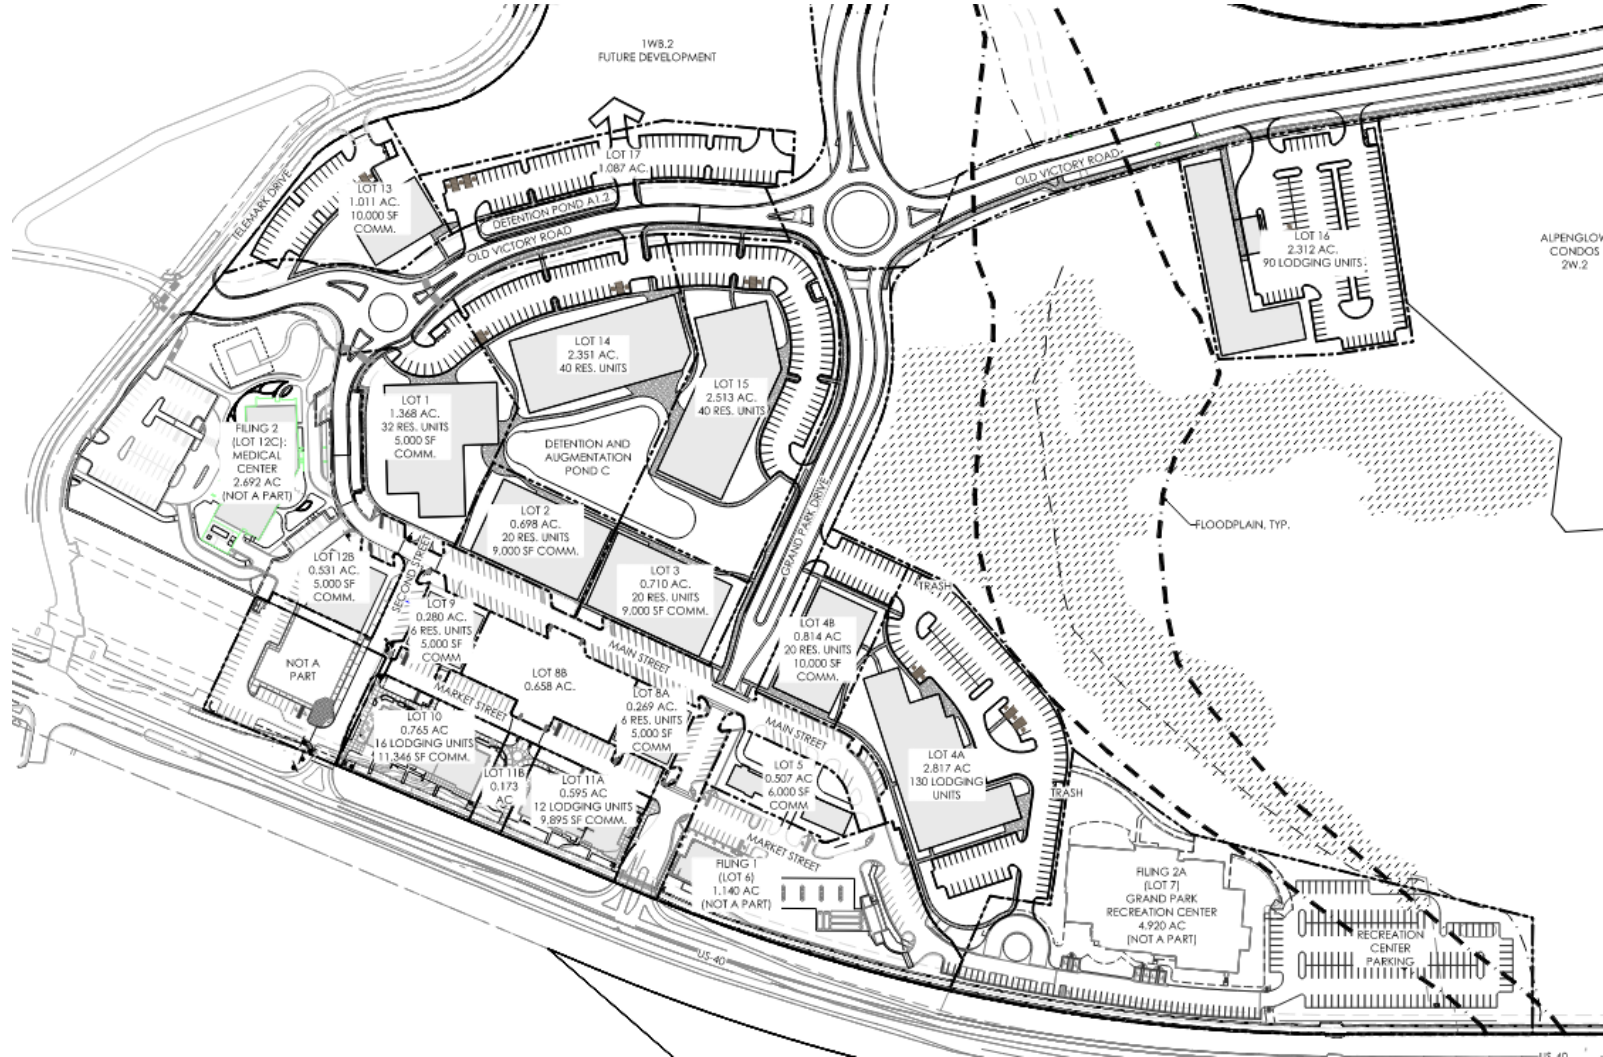 1WB.2
FUTURE DEVELOPMENT
LOT 17
1.087 AC.
LOT 13
1.011 AC.
10,000 SF
COMM.
TELEMARK DRIVE
DETENTION POND A1.2
OLD VICTORY ROAD
OLD VICTORY ROAD
LOT 16
2.312 AC.
90 LODGING UNITS
ALPENGLOW
CONDOS
2W.2
LOT 14
2.351 AC.
40 RES. UNITS
LOT 15
2.513 AC.
40 RES. UNITS
LOT 1
1.368 AC.
32 RES. UNITS
5,000 SF
COMM.
DETENTION AND
AUGMENTATION
POND C
FILING 2
(LOT 12C):
MEDICAL
CENTER
2.692 AC
(NOT A PART)
GRAND PARK DRIVE
FLOODPLAIN, TYP.
LOT 2
0.698 AC.
20 RES. UNITS
9,000 SF COMM.
LOT 12B
0.531 AC.
5,000 SF
COMM.
SECOND STREET
LOT 3
0.710 AC.
20 RES. UNITS
9,000 SF COMM.
TRASH
LOT 9
0.280 AC.
6 RES. UNITS
5,000 SF
COMM
LOT 4B
0.814 AC
20 RES. UNITS
10,000 SF
COMM.
MAIN STREET
NOT A
PART
LOT 8B
0.658 AC.
LOT 8A
0.269 AC.
6 RES. UNITS
5,000 SF
COMM
MARKET STREET
LOT 10
0.765 AC
16 LODGING UNITS
11,346 SF COMM.
MAIN STREET
LOT 4A
2.817 AC
130 LODGING
UNITS
LOT 11B
0.173
AC
LOT 11A
0.595 AC
12 LODGING UNITS
9,895 SF COMM.
LOT 5
0.507 AC
6,000 SF
COMM
TRASH
MARKET STREET
FILING 1
(LOT 6)
1.140 AC
(NOT A PART)
FILING 2A
(LOT 7)
GRAND PARK
RECREATION CENTER
4.920 AC
(NOT A PART)
RECREATION
CENTER
PARKING
US-40
US-40